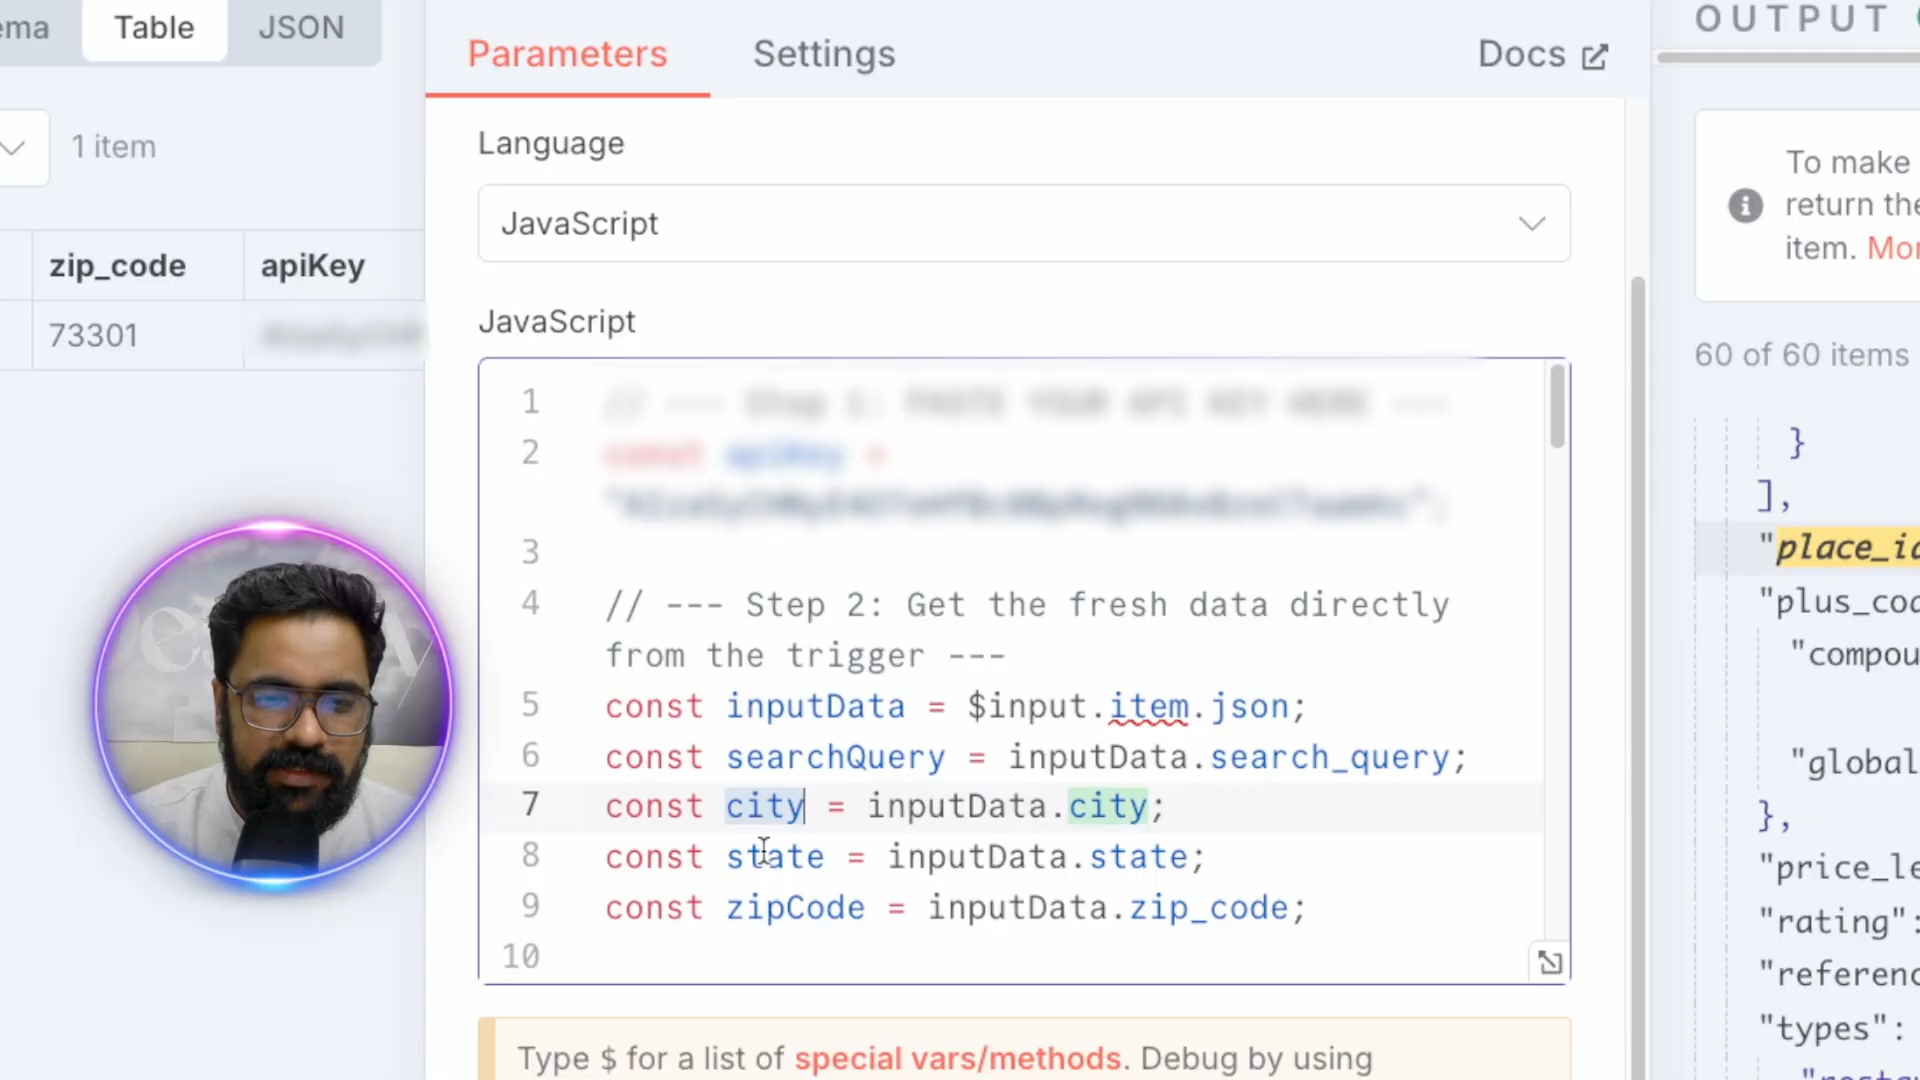 ema
Table
JSON
1 item
zip_code
apiKey
73301
Parameters
Settings
Docs
Language
JavaScript
JavaScript
1
2
3
4 // --- Step 2: Get the fresh data directly
from the trigger ---
5 const inputData = $input.item.json;
6 const searchQuery = inputData.search_query;
7 const city = inputData.city;
8 const state = inputData.state;
9 const zipCode = inputData.zip_code;
10
Type $ for a list of special vars/methods. Debug by using
OUTPUT
To make
return the
item. Mor
60 of 60 items
}
],
"place_id
"plus_cod
"compou
"global
},
"price_le
"rating":
"referenc
"types":